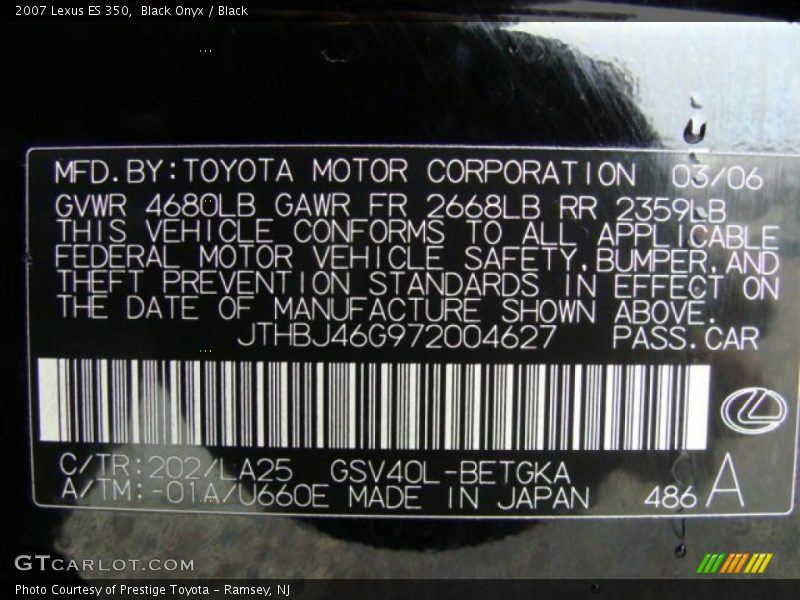 2007 Lexus ES 350, Black Onyx / Black
MFD.BY:TOYOTA MOTOR CORPORATION 03/06
GVWR 4680LB GAWR FR 2668LB RR 2359LB
THIS VEHICLE CONFORMS TO ALL APPLICABLE
FEDERAL MOTOR VEHICLE SAFETY,BUMPER,AND
THEFT PREVENTION STANDARDS IN EFFECT ON
THE DATE OF MANUFACTURE SHOWN ABOVE.
JTHBJ46G972004627 PASS.CAR
C/TR:202/LA25 GSV40L-BETGKA
A/TM:-01A/U660E MADE IN JAPAN 486 A
GTCARLOT.COM
Photo Courtesy of Prestige Toyota - Ramsey, NJ